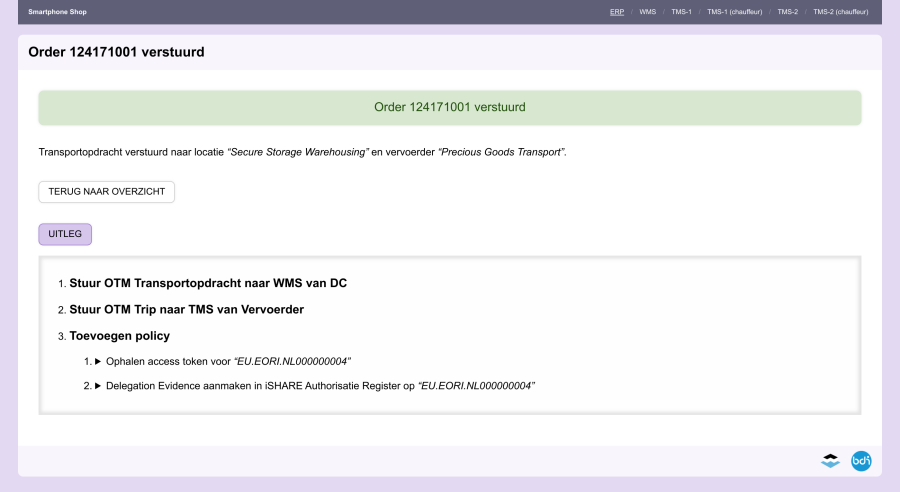 Smartphone Shop
ERP / WMS / TMS-1 / TMS-1 (chauffeur) / TMS-2 / TMS-2 (chauffeur)
Order 124171001 verstuurd
Order 124171001 verstuurd
Transportopdracht verstuurd naar locatie “Secure Storage Warehousing” en vervoerder “Precious Goods Transport”.
TERUG NAAR OVERZICHT
UITLEG
1. Stuur OTM Transportopdracht naar WMS van DC
2. Stuur OTM Trip naar TMS van Vervoerder
3. Toevoegen policy
1. ▶ Ophalen access token voor “EU.EORI.NL000000004”
2. ▶ Delegation Evidence aanmaken in iSHARE Authorisatie Register op “EU.EORI.NL000000004”
bdi